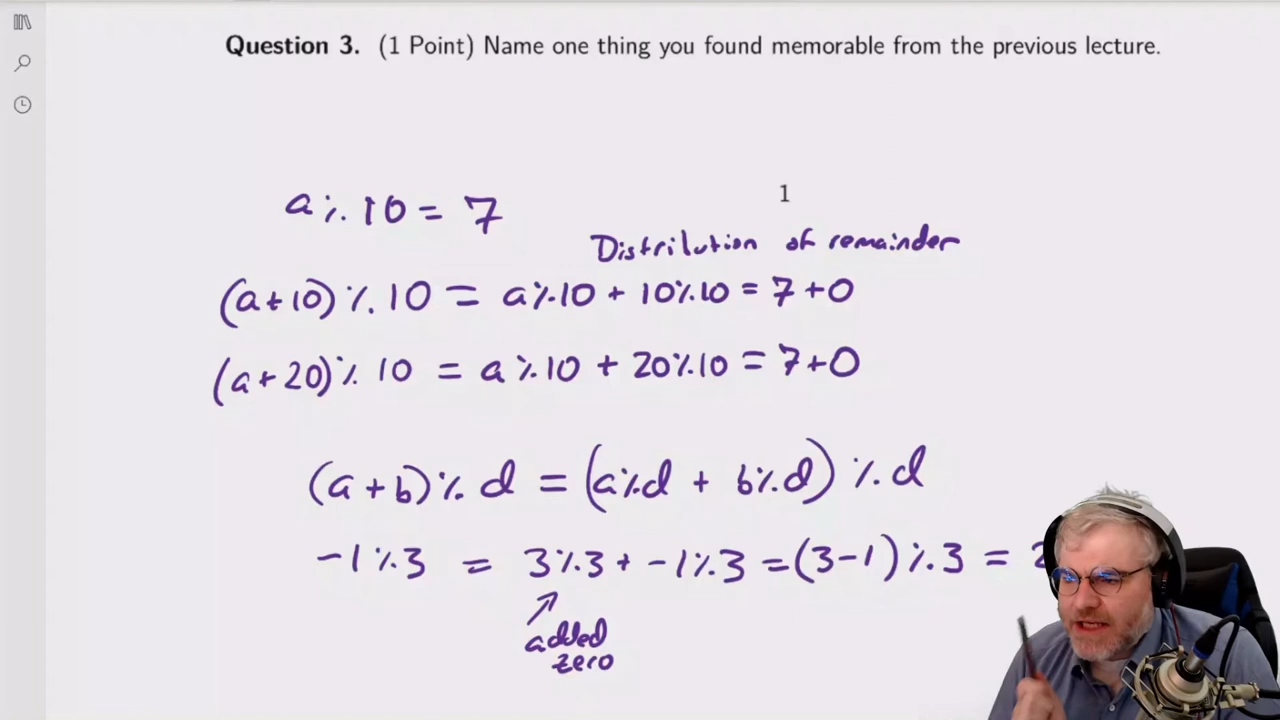 Question 3. (1 Point) Name one thing you found memorable from the previous lecture.
1
a % 10 = 7
Distrilution of remainder
(a+10) % 10 = a % 10 + 10 % 10 = 7 + 0
(a+20) % 10 = a % 10 + 20 % 10 = 7 + 0
(a+b) % d = (a % d + b % d) % d
-1 % 3 = 3 % 3 + -1 % 3 = (3-1) % 3 = 2
added
zero